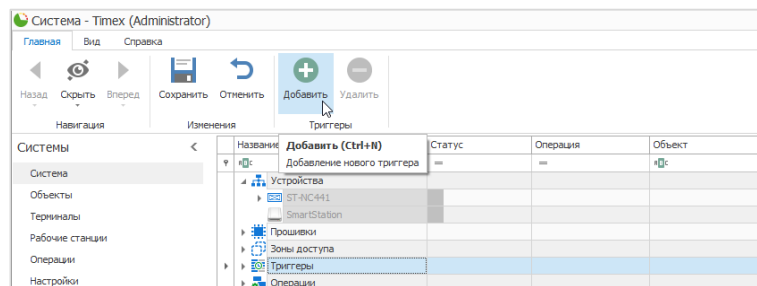 Система - Timex (Administrator)
Главная Вид Справка
Назад Скрыть Вперед Сохранить Отменить Добавить Удалить
Навигация Изменения Триггеры
Системы
Система
Объекты
Терминалы
Рабочие станции
Операции
Настройки
Название Статус Операция Объект
Добавить (Ctrl+N)
Добавление нового триггера
Устройства
ST-NC441
SmartStation
Прошивки
Зоны доступа
Триггеры
Операции